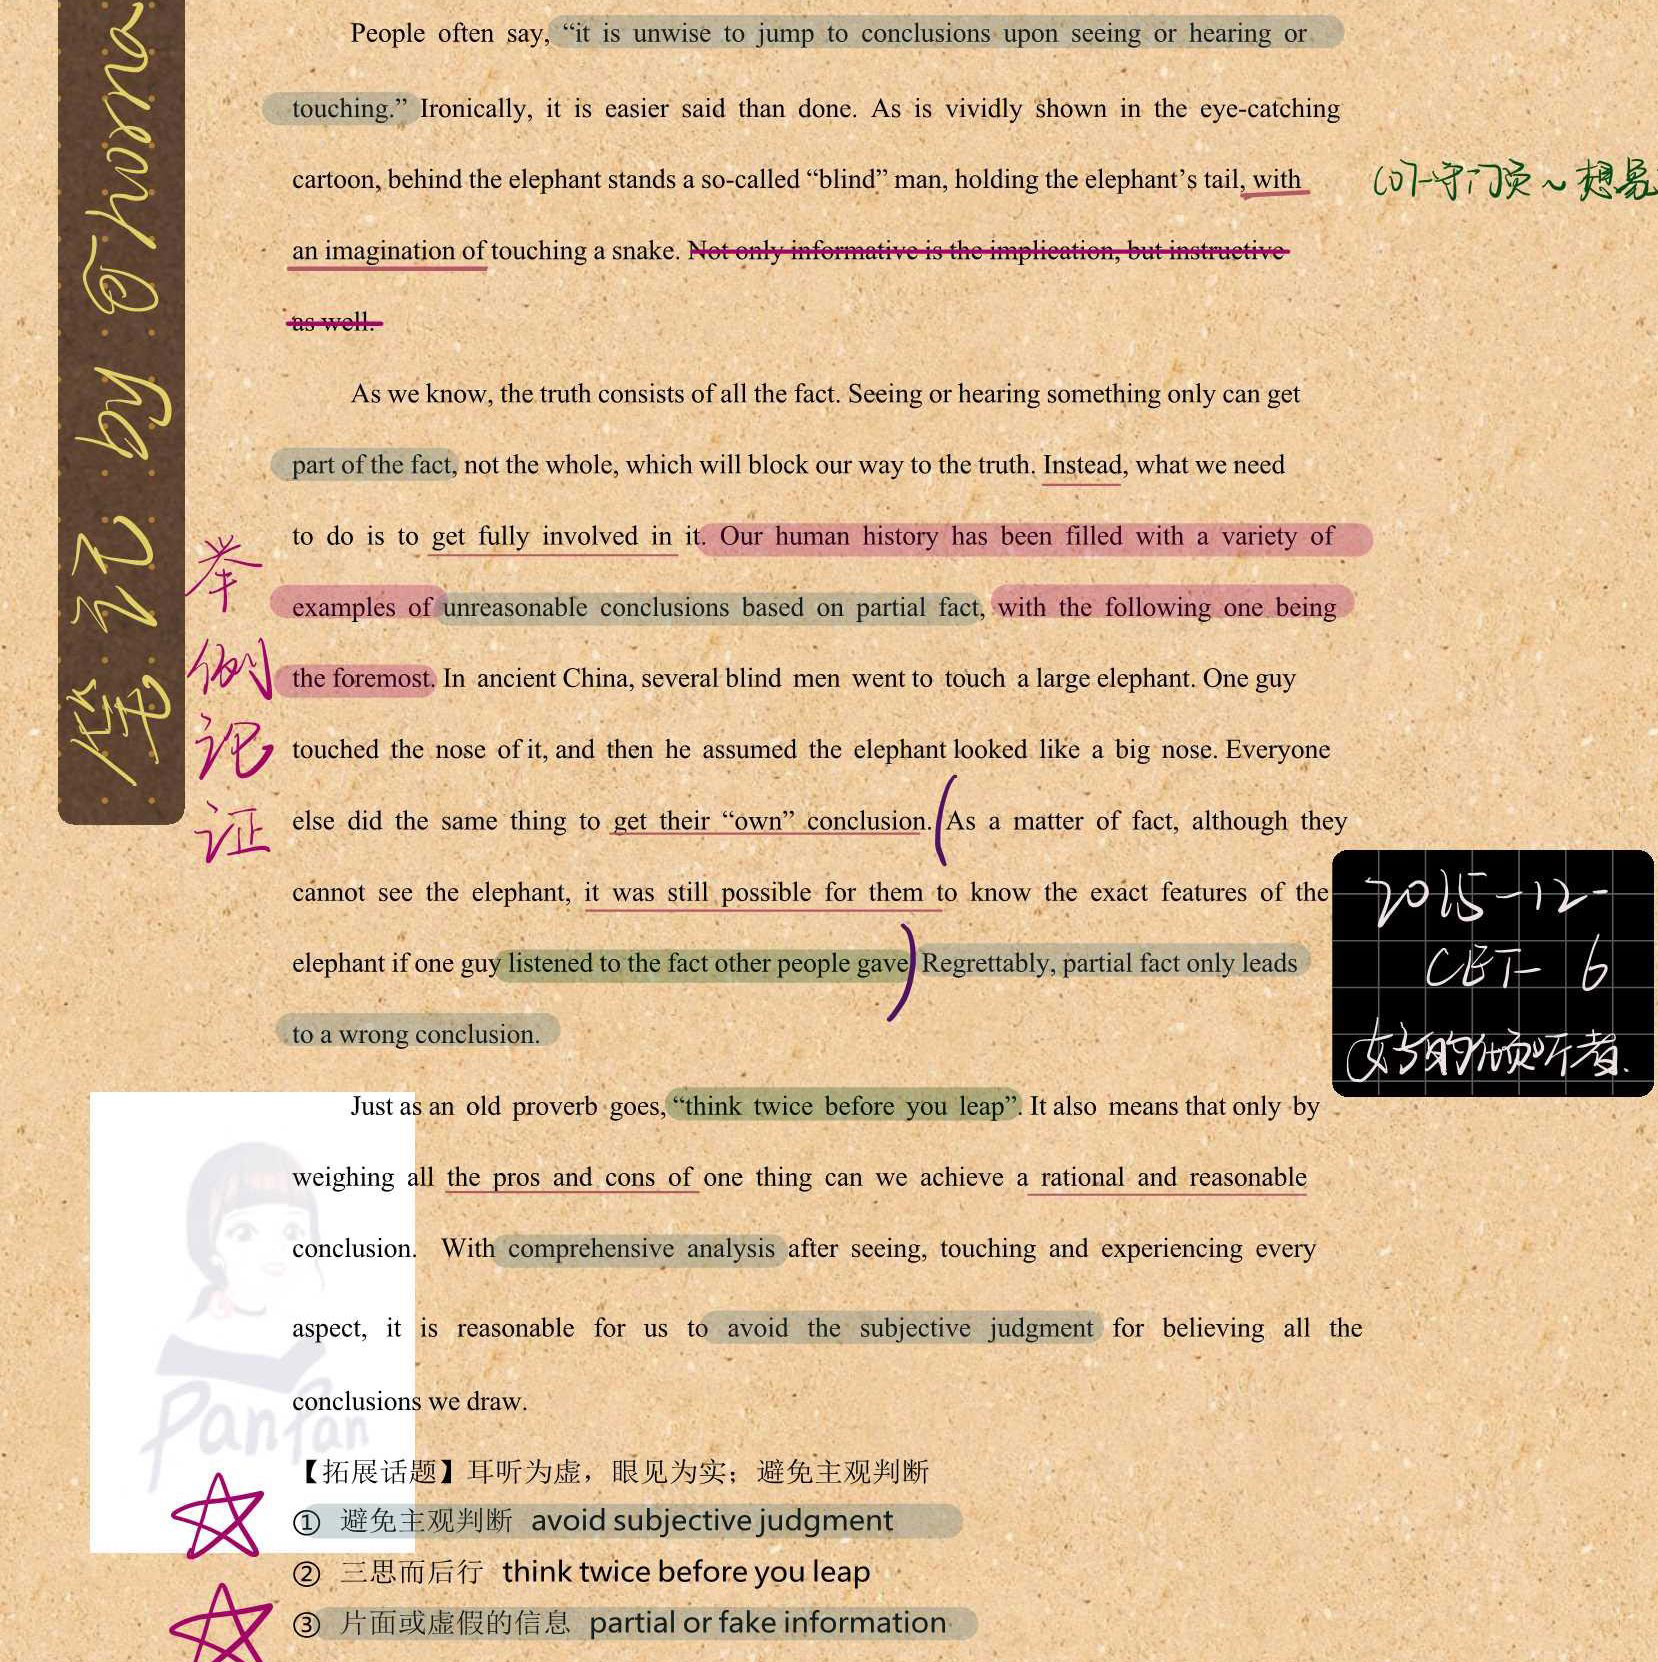 People often say, “it is unwise to jump to conclusions upon seeing or hearing or
touching.” Ironically, it is easier said than done. As is vividly shown in the eye-catching
cartoon, behind the elephant stands a so-called “blind” man, holding the elephant’s tail, with
an imagination of touching a snake. Not only informative is the implication, but instructive
as well.
As we know, the truth consists of all the fact. Seeing or hearing something only can get
part of the fact, not the whole, which will block our way to the truth. Instead, what we need
to do is to get fully involved in it. Our human history has been filled with a variety of
examples of unreasonable conclusions based on partial fact, with the following one being
the foremost. In ancient China, several blind men went to touch a large elephant. One guy
touched the nose of it, and then he assumed the elephant looked like a big nose. Everyone
else did the same thing to get their “own” conclusion. As a matter of fact, although they
cannot see the elephant, it was still possible for them to know the exact features of the
elephant if one guy listened to the fact other people gave
Regrettably, partial fact only leads
to a wrong conclusion.
Just as an old proverb goes, “think twice before you leap”. It also means that only by
weighing all the pros and cons of one thing can we achieve a rational and reasonable
conclusion. With comprehensive analysis after seeing, touching and experiencing every
aspect, it is reasonable for us to avoid the subjective judgment for believing all the
conclusions we draw.
【拓展话题】耳听为虚，眼见为实；避免主观判断
① 避免主观判断 avoid subjective judgment
② 三思而后行 think twice before you leap
③ 片面或虚假的信息 partial or fake information
笔记 by @Thoma
举
例
论
证
2015-12-
CET-6
好的倾听者.
PanPan